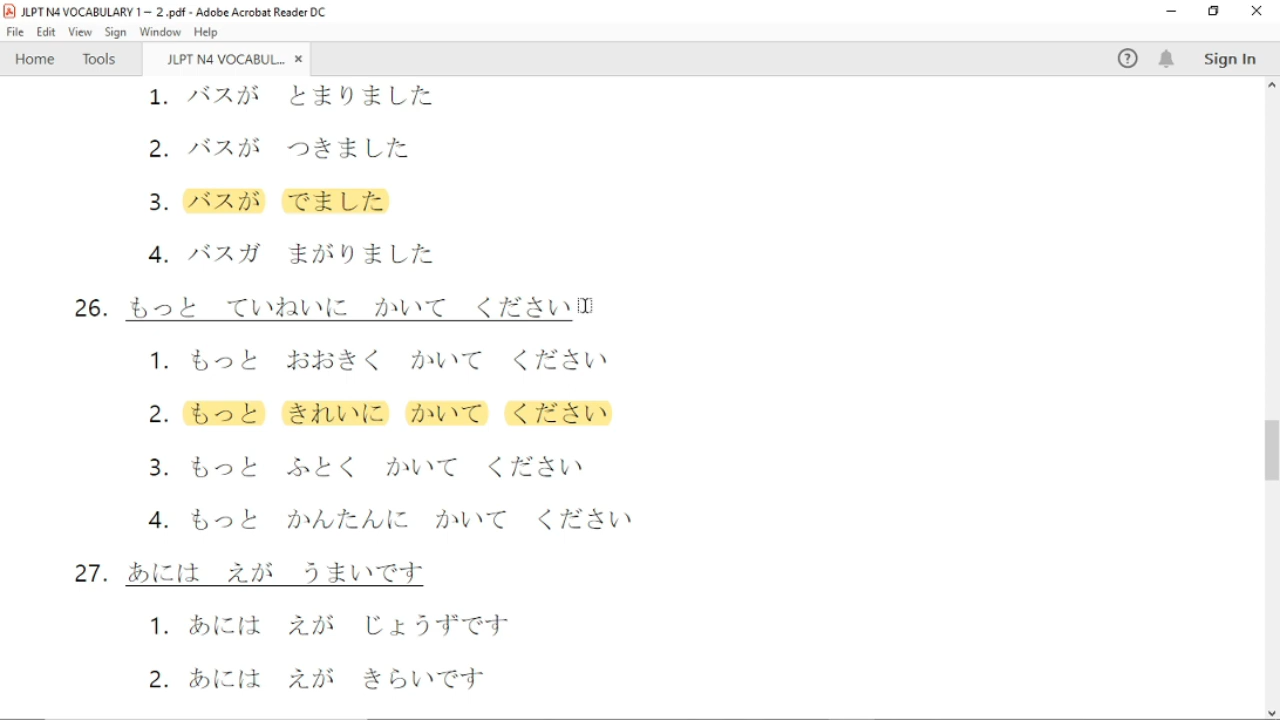 JLPT N4 VOCABULARY 1－ 2 .pdf - Adobe Acrobat Reader DC
File Edit View Sign Window Help
Home Tools JLPT N4 VOCABUL... × ? Sign In
1. バスが とまりました
2. バスが つきました
3. バスが でました
4. バスガ まがりました
26. もっと ていねいに かいて ください
1. もっと おおきく かいて ください
2. もっと きれいに かいて ください
3. もっと ふとく かいて ください
4. もっと かんたんに かいて ください
27. あには えが うまいです
1. あには えが じょうずです
2. あには えが きらいです